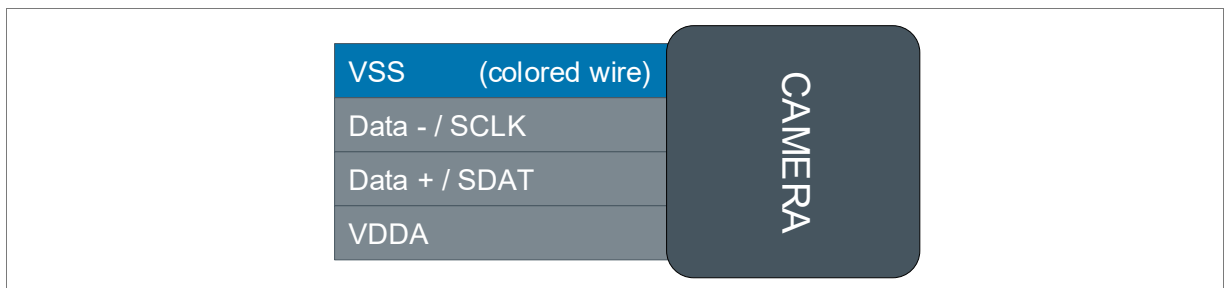 VSS (colored wire)
Data - / SCLK
Data + / SDAT
VDDA
CAMERA